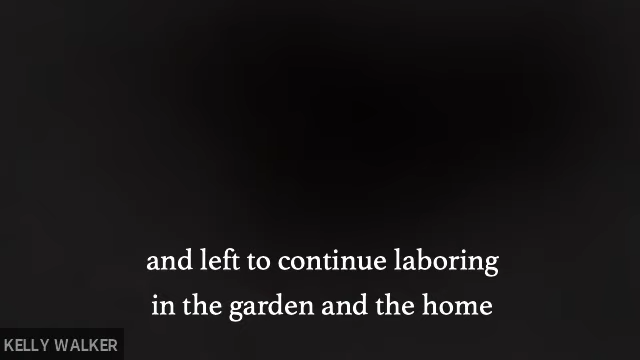 and left to continue laboring
in the garden and the home
KELLY WALKER